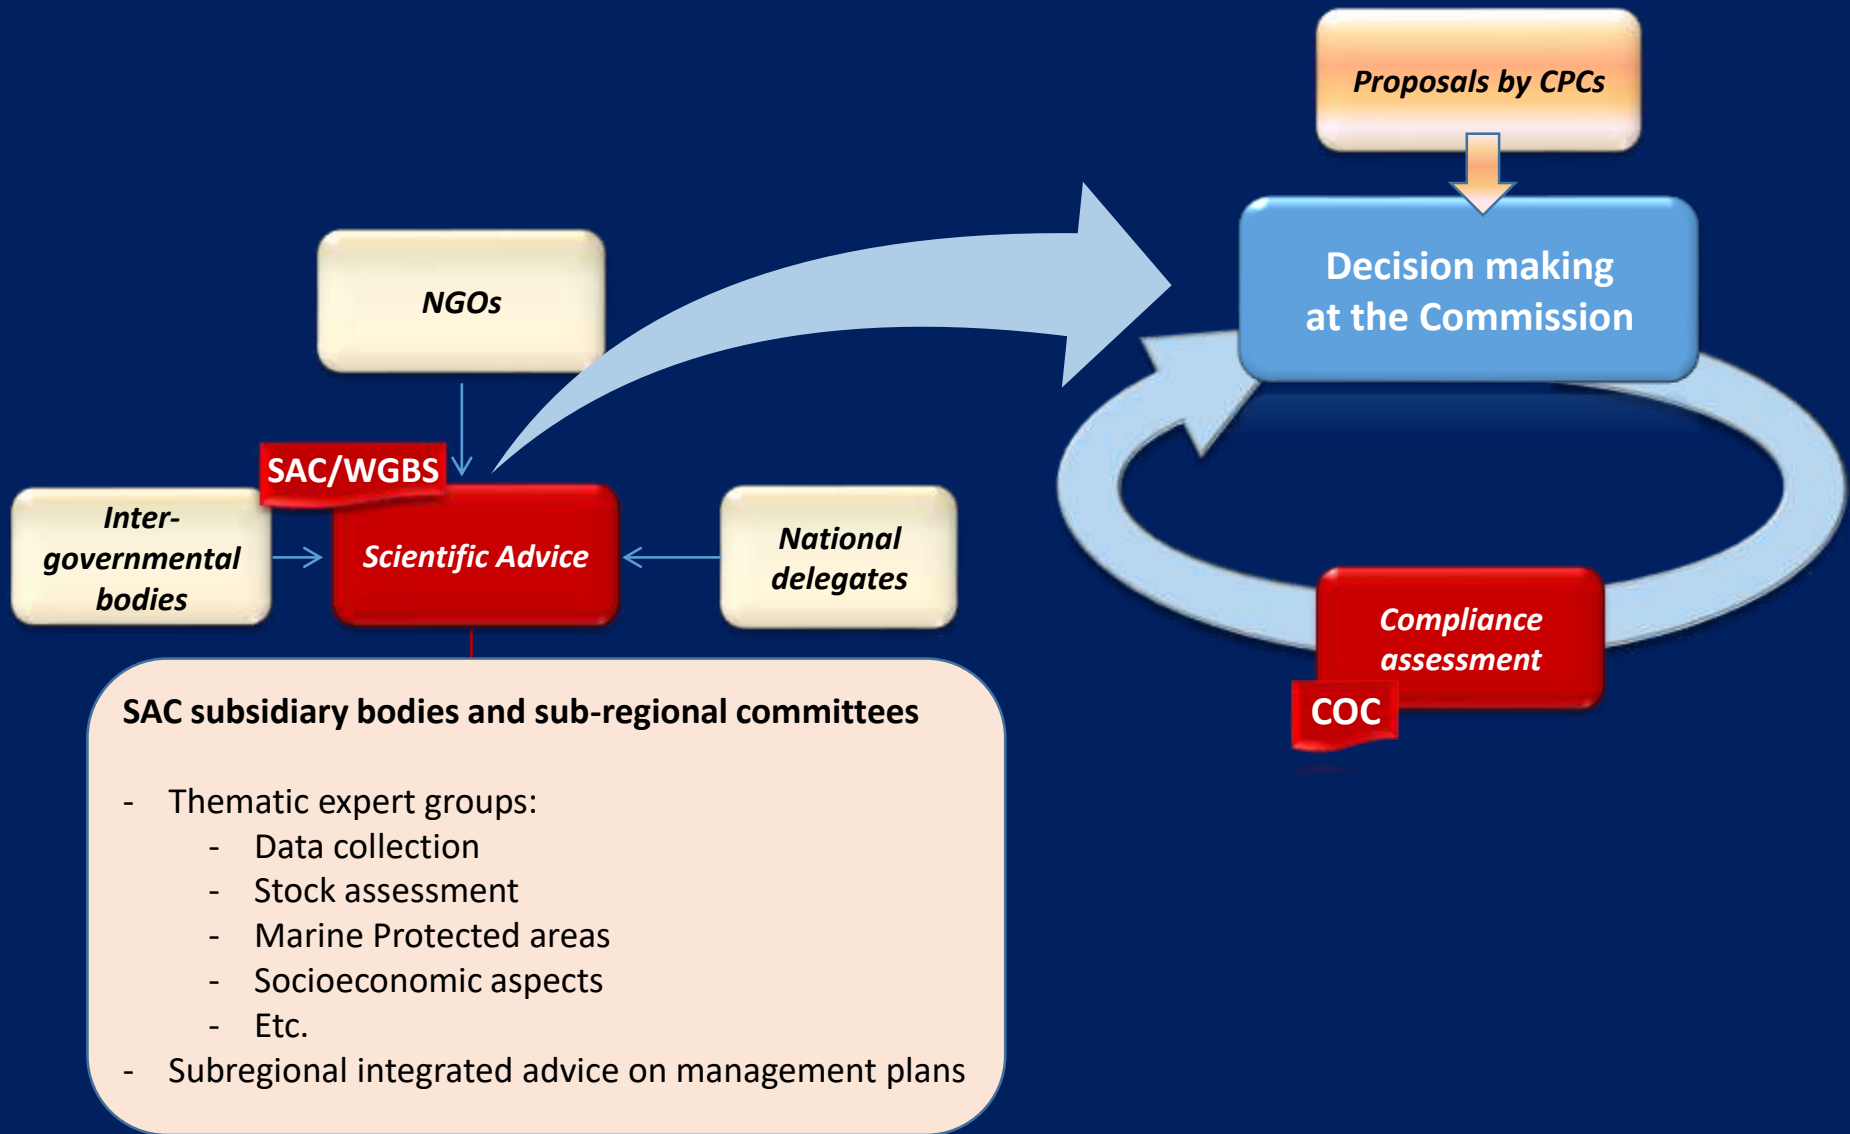 Proposals by CPCs
Decision making
at the Commission
NGOs
SAC/WGBS
Inter-
governmental
bodies
Scientific Advice
National
delegates
Compliance
assessment
COC
SAC subsidiary bodies and sub-regional committees
- Thematic expert groups:
- Data collection
- Stock assessment
- Marine Protected areas
- Socioeconomic aspects
- Etc.
- Subregional integrated advice on management plans